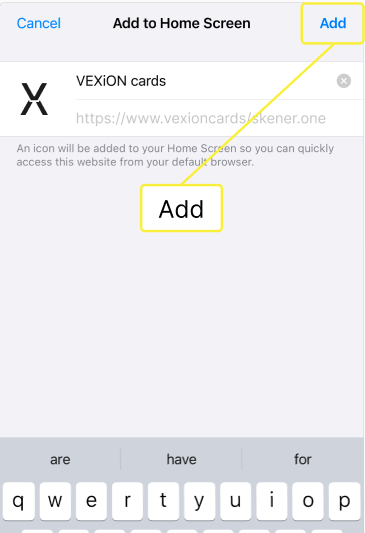 Cancel Add to Home Screen Add
X
VEXiON cards
https://www.vexioncards/skener.one
An icon will be added to your Home Screen so you can quickly
access this website from your default browser.
Add
are have for
q w e r t y u i o p